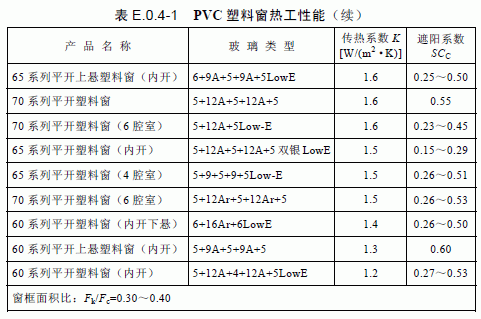 表 E.0.4-1 PVC 塑料窗热工性能（续）
产 品 名 称 玻 璃 类 型 传热系数 K [W/(m²·K)] 遮阳系数 SCC
65 系列平开上悬塑料窗（内开） 6+9A+5+9A+5LowE 1.6 0.25～0.50
70 系列平开塑料窗 5+12A+5+12A+5 1.6 0.55
70 系列平开塑料窗（6 腔室） 5+12A+5Low-E 1.6 0.23～0.45
65 系列平开塑料窗（内开） 5+12A+5+12A+5 双银 LowE 1.5 0.15～0.29
65 系列平开塑料窗（4 腔室） 5+9+5+9+5Low-E 1.5 0.26～0.51
70 系列平开塑料窗（6 腔室） 5+12Ar+5+12Ar+5 1.5 0.26～0.53
60 系列平开塑料窗（内开下悬） 6+16Ar+6LowE 1.4 0.26～0.50
60 系列平开上悬塑料窗（内开） 5+9A+5+9A+5 1.3 0.60
60 系列平开塑料窗（内开） 5+12A+4+12A+5LowE 1.2 0.27～0.53
窗框面积比：Fk/Fc=0.30～0.40